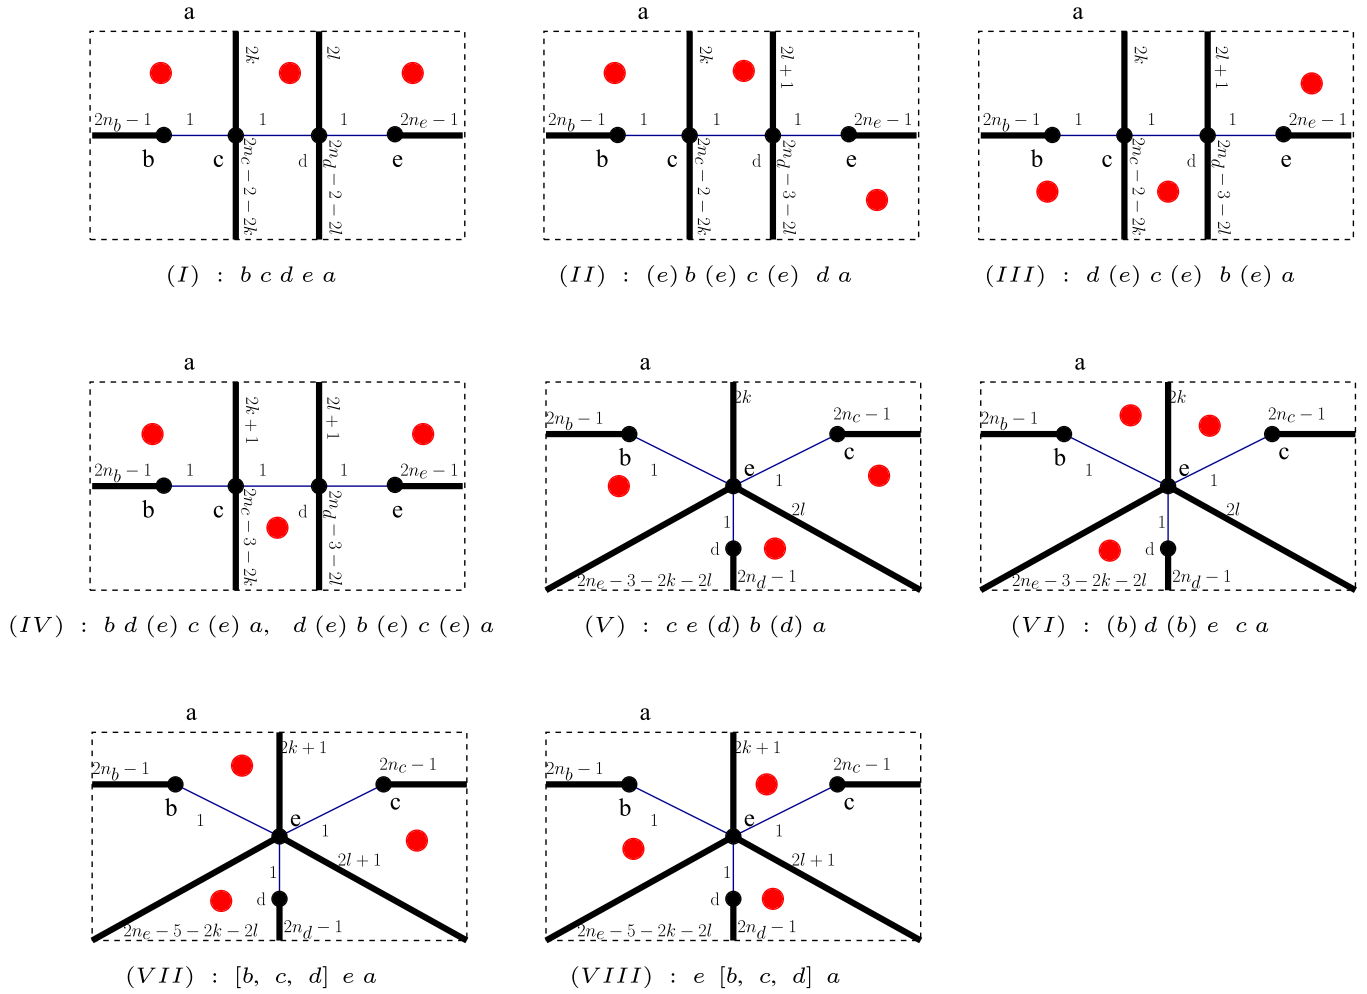 a a a
2k 2l 2k 2l + 1 2k 2l + 1
2n_b − 1 1 1 1 2n_e − 1 2n_b − 1 1 1 1 2n_e − 1 2n_b − 1 1 1 1 2n_e − 1
b c d e b c d e b c d e
2n_c − 2 − 2k 2n_d − 2 − 2l 2n_c − 2 − 2k 2n_d − 3 − 2l 2n_c − 2 − 2k 2n_d − 3 − 2l
(I) : b c d e a (II) : (e) b (e) c (e) d a (III) : d (e) c (e) b (e) a
a a a
2k + 1 2l + 1 2k 2k
2n_b − 1 1 1 1 2n_e − 1 2n_b − 1 2n_c − 1 2n_b − 1 2n_c − 1
b c d e b e c b e c
2n_c − 3 − 2k 2n_d − 3 − 2l 1 1 1 1
1 2l 1 2l
d d
2n_e − 3 − 2k − 2l 2n_d − 1 2n_e − 3 − 2k − 2l 2n_d − 1
(IV) : b d (e) c (e) a, d (e) b (e) c (e) a (V) : c e (d) b (d) a (VI) : (b) d (b) e c a
a a
2k + 1 2k + 1
2n_b − 1 2n_c − 1 2n_b − 1 2n_c − 1
b e c b e c
1 1 1 1
1 2l + 1 1 2l + 1
d d
2n_e − 5 − 2k − 2l 2n_d − 1 2n_e − 5 − 2k − 2l 2n_d − 1
(VII) : [b, c, d] e a (VIII) : e [b, c, d] a